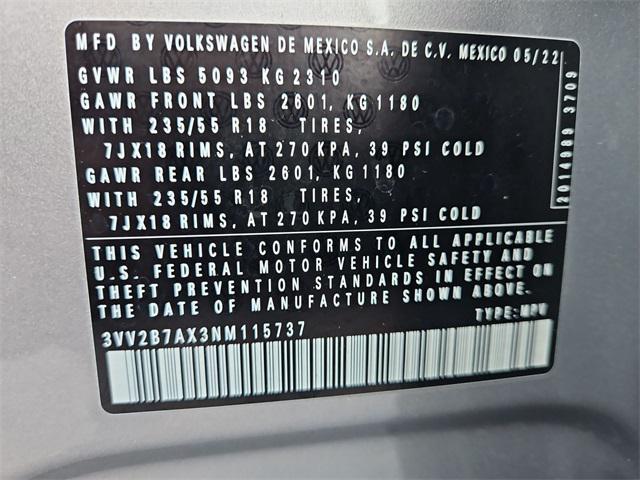 MFD BY VOLKSWAGEN DE MEXICO S.A. DE C.V. MEXICO 05/22
GVWR LBS 5093 KG 2310
GAWR FRONT LBS 2601, KG 1180
WITH 235/55 R18 TIRES,
7JX18 RIMS, AT 270 KPA, 39 PSI COLD
GAWR REAR LBS 2601, KG 1180
WITH 235/55 R18 TIRES,
7JX18 RIMS, AT 270 KPA, 39 PSI COLD
2014989 3709
THIS VEHICLE CONFORMS TO ALL APPLICABLE
U.S. FEDERAL MOTOR VEHICLE SAFETY AND
THEFT PREVENTION STANDARDS IN EFFECT ON
THE DATE OF MANUFACTURE SHOWN ABOVE.
TYPE: MPV
3VV2B7AX3NM115737